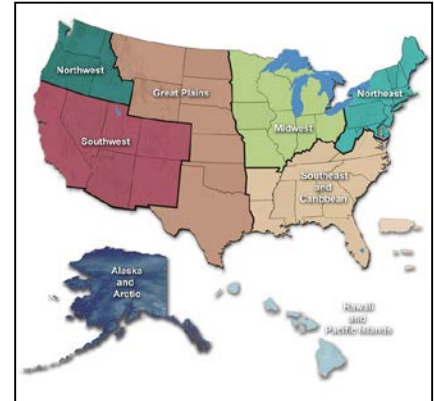 Northwest
Great Plains
Midwest
Northeast
Southwest
Southeast
and
Caribbean
Alaska
and
Arctic
Hawaii
and
Pacific Islands